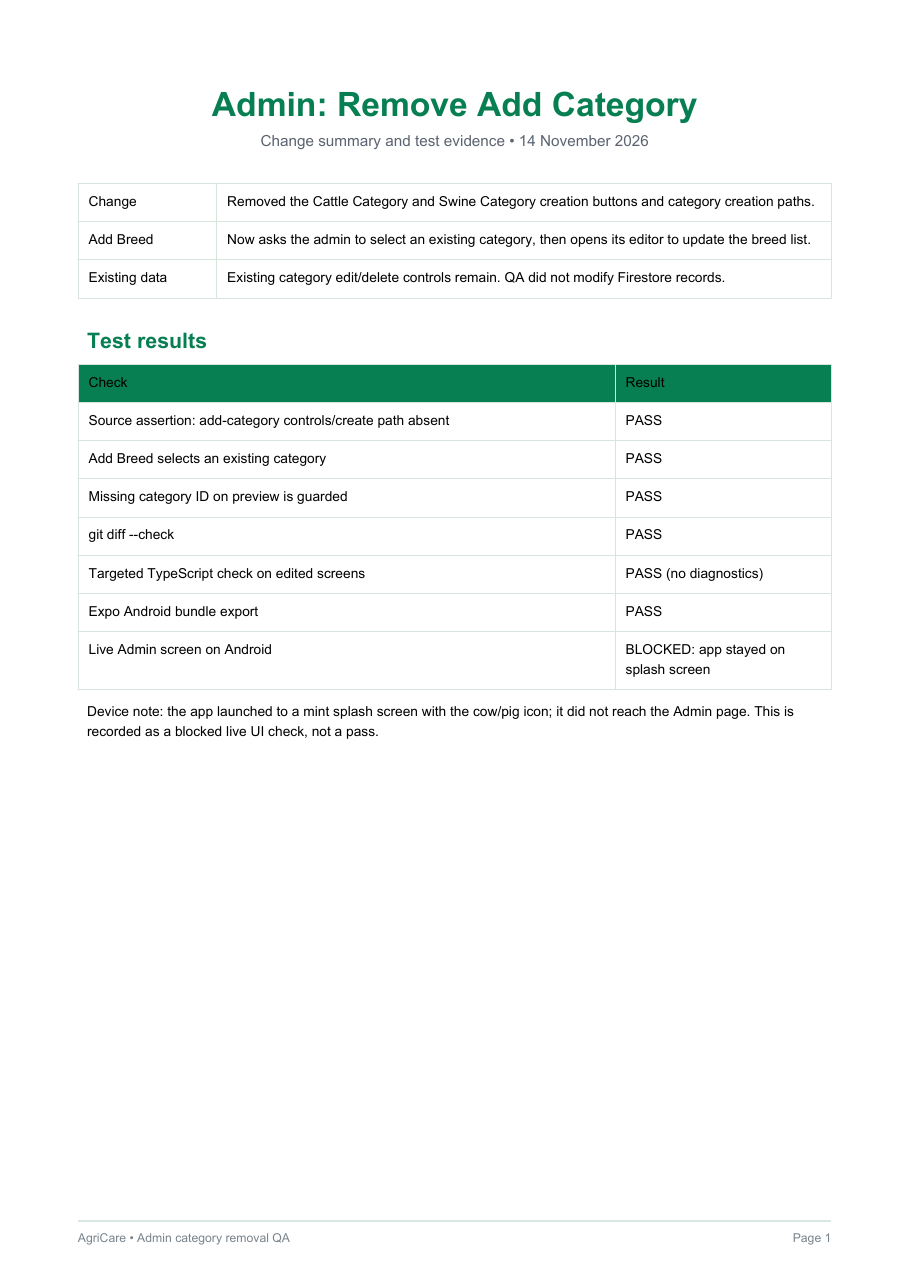 Admin: Remove Add Category
Change summary and test evidence • 14 November 2026
Change
Removed the Cattle Category and Swine Category creation buttons and category creation paths.
Add Breed
Now asks the admin to select an existing category, then opens its editor to update the breed list.
Existing data
Existing category edit/delete controls remain. QA did not modify Firestore records.
Test results
Check
Result
Source assertion: add-category controls/create path absent
PASS
Add Breed selects an existing category
PASS
Missing category ID on preview is guarded
PASS
git diff --check
PASS
Targeted TypeScript check on edited screens
PASS (no diagnostics)
Expo Android bundle export
PASS
Live Admin screen on Android
BLOCKED: app stayed on
splash screen
Device note: the app launched to a mint splash screen with the cow/pig icon; it did not reach the Admin page. This is
recorded as a blocked live UI check, not a pass.
AgriCare • Admin category removal QA
Page 1